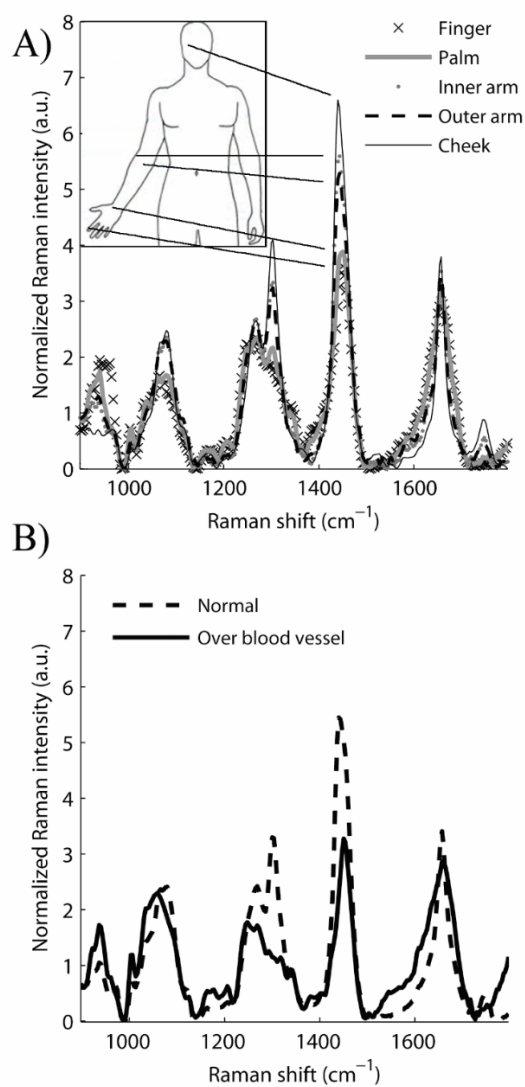 A)
8
7
6
5
4
3
2
1
0
Normalized Raman intensity (a.u.)
Finger
Palm
Inner arm
Outer arm
Cheek
1000
1200
1400
1600
Raman shift (cm⁻¹)
B)
8
7
6
5
4
3
2
1
0
Normalized Raman intensity (a.u.)
Normal
Over blood vessel
1000
1200
1400
1600
Raman shift (cm⁻¹)